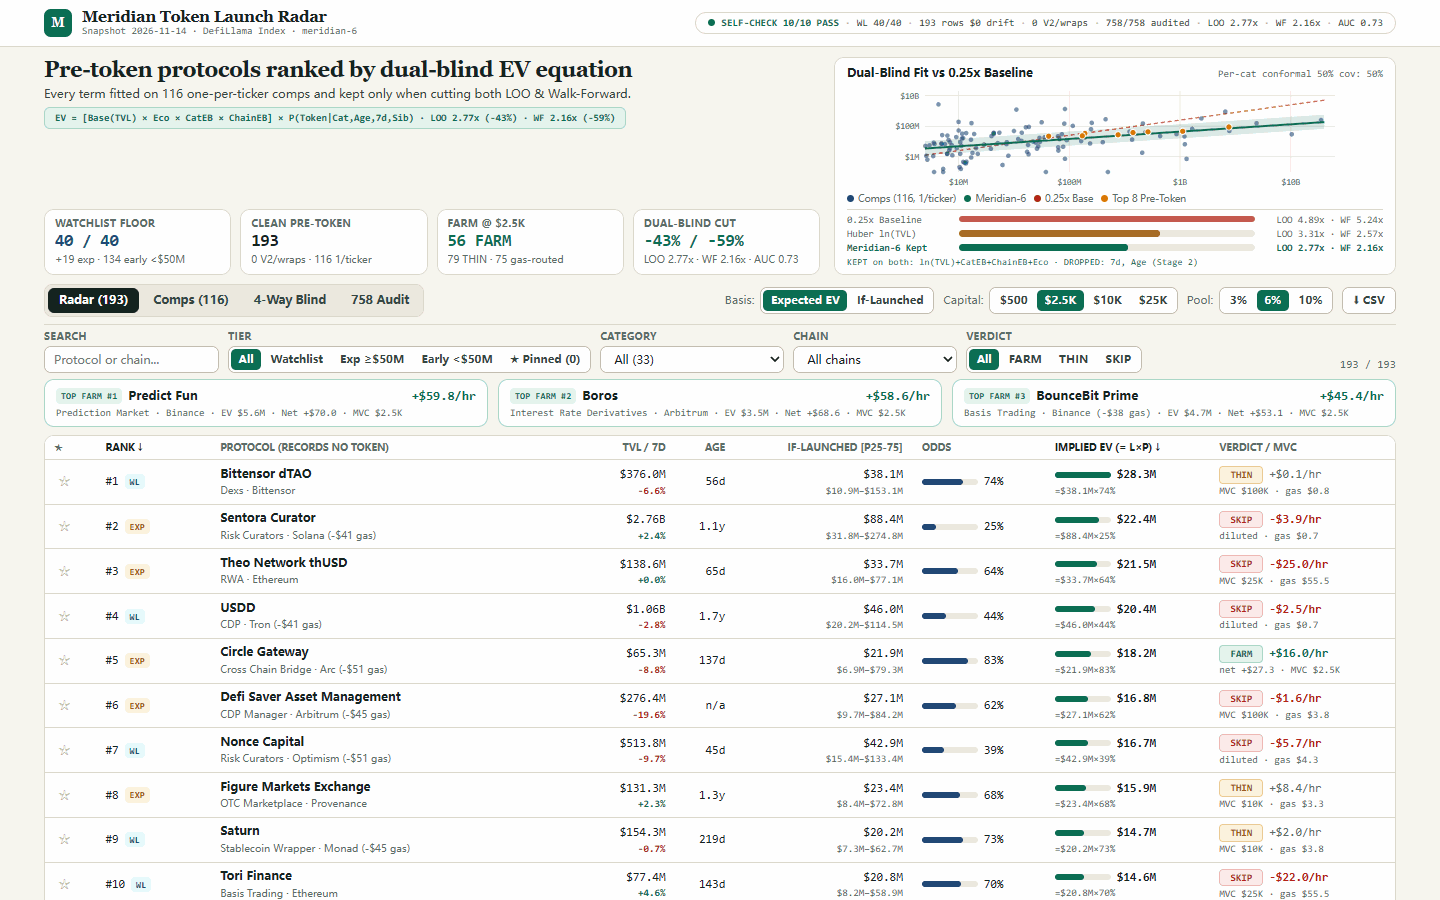 M
Meridian Token Launch Radar
Snapshot 2026-11-14 · DefiLlama Index · meridian-6
SELF-CHECK 10/10 PASS · WL 40/40 · 193 rows $0 drift · 0 V2/wraps · 758/758 audited · LOO 2.77x · WF 2.16x · AUC 0.73
Pre-token protocols ranked by dual-blind EV equation
Every term fitted on 116 one-per-ticker comps and kept only when cutting both LOO & Walk-Forward.
EV = [Base(TVL) × Eco × CatEB × ChainEB] × P(Token|Cat,Age,7d,Sib) · LOO 2.77x (-43%) · WF 2.16x (-59%)
WATCHLIST FLOOR
40 / 40
+19 exp · 134 early <$50M
CLEAN PRE-TOKEN
193
0 V2/wraps · 116 1/ticker
FARM @ $2.5K
56 FARM
79 THIN · 75 gas-routed
DUAL-BLIND CUT
-43% / -59%
LOO 2.77x · WF 2.16x · AUC 0.73
Dual-Blind Fit vs 0.25x Baseline
Per-cat conformal 50% cov: 50%
$10B
$100M
$1M
$10M
$100M
$1B
$10B
Comps (116, 1/ticker)
Meridian-6
0.25x Base
Top 8 Pre-Token
0.25x Baseline
LOO 4.89x · WF 5.24x
Huber ln(TVL)
LOO 3.31x · WF 2.57x
Meridian-6 Kept
LOO 2.77x · WF 2.16x
KEPT on both: ln(TVL)+CatEB+ChainEB+Eco · DROPPED: 7d, Age (Stage 2)
Radar (193)
Comps (116)
4-Way Blind
758 Audit
Basis:
Expected EV
If-Launched
Capital:
$500
$2.5K
$10K
$25K
Pool:
3%
6%
10%
⬇ CSV
SEARCH
Protocol or chain...
TIER
All
Watchlist
Exp ≥$50M
Early <$50M
★ Pinned (0)
CATEGORY
All (33)
CHAIN
All chains
VERDICT
All
FARM
THIN
SKIP
193 / 193
TOP FARM #1
Predict Fun
+$59.8/hr
Prediction Market · Binance · EV $5.6M · Net +$70.0 · MVC $2.5K
TOP FARM #2
Boros
+$58.6/hr
Interest Rate Derivatives · Arbitrum · EV $3.5M · Net +$68.6 · MVC $2.5K
TOP FARM #3
BounceBit Prime
+$45.4/hr
Basis Trading · Binance (-$38 gas) · EV $4.7M · Net +$53.1 · MVC $2.5K
★
RANK ↓
PROTOCOL (RECORDS NO TOKEN)
TVL / 7D
AGE
IF-LAUNCHED [P25-75]
ODDS
IMPLIED EV (= L×P) ↓
VERDICT / MVC
☆
#1
WL
Bittensor dTAO
Dexs · Bittensor
$376.0M
-6.6%
56d
$38.1M
$10.9M–$153.1M
74%
$28.3M
=$38.1M×74%
THIN
+$0.1/hr
MVC $100K · gas $0.8
☆
#2
EXP
Sentora Curator
Risk Curators · Solana (-$41 gas)
$2.76B
+2.4%
1.1y
$88.4M
$31.8M–$274.8M
25%
$22.4M
=$88.4M×25%
SKIP
-$3.9/hr
diluted · gas $0.7
☆
#3
EXP
Theo Network thUSD
RWA · Ethereum
$138.6M
+0.0%
65d
$33.7M
$16.0M–$77.1M
64%
$21.5M
=$33.7M×64%
SKIP
-$25.0/hr
MVC $25K · gas $55.5
☆
#4
WL
USDD
CDP · Tron (-$41 gas)
$1.06B
-2.8%
1.7y
$46.0M
$20.2M–$114.5M
44%
$20.4M
=$46.0M×44%
SKIP
-$2.5/hr
diluted · gas $0.7
☆
#5
EXP
Circle Gateway
Cross Chain Bridge · Arc (-$51 gas)
$65.3M
-8.8%
137d
$21.9M
$6.9M–$79.3M
83%
$18.2M
=$21.9M×83%
FARM
+$16.0/hr
net +$27.3 · MVC $2.5K
☆
#6
EXP
Defi Saver Asset Management
CDP Manager · Arbitrum (-$45 gas)
$276.4M
-19.6%
n/a
$27.1M
$9.7M–$84.2M
62%
$16.8M
=$27.1M×62%
SKIP
-$1.6/hr
MVC $100K · gas $3.8
☆
#7
WL
Nonce Capital
Risk Curators · Optimism (-$51 gas)
$513.8M
-9.7%
45d
$42.9M
$15.4M–$133.4M
39%
$16.7M
=$42.9M×39%
SKIP
-$5.7/hr
diluted · gas $4.3
☆
#8
EXP
Figure Markets Exchange
OTC Marketplace · Provenance
$131.3M
+2.3%
1.3y
$23.4M
$8.4M–$72.8M
68%
$15.9M
=$23.4M×68%
THIN
+$8.4/hr
MVC $10K · gas $3.3
☆
#9
WL
Saturn
Stablecoin Wrapper · Monad (-$45 gas)
$154.3M
-0.7%
219d
$20.2M
$7.3M–$62.7M
73%
$14.7M
=$20.2M×73%
THIN
+$2.0/hr
MVC $10K · gas $3.8
☆
#10
WL
Tori Finance
Basis Trading · Ethereum
$77.4M
+4.6%
143d
$20.8M
$8.2M–$58.9M
70%
$14.6M
=$20.8M×70%
SKIP
-$22.0/hr
MVC $25K · gas $55.5